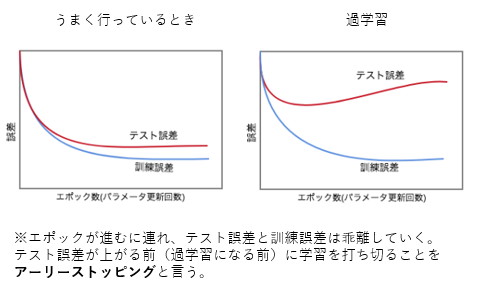 うまく行っているとき
過学習
誤差
テスト誤差
訓練誤差
エポック数(パラメータ更新回数)
誤差
テスト誤差
訓練誤差
エポック数(パラメータ更新回数)
※エポックが進むに連れ、テスト誤差と訓練誤差は乖離していく。
テスト誤差が上がる前（過学習になる前）に学習を打ち切ることを
アーリーストッピングと言う。